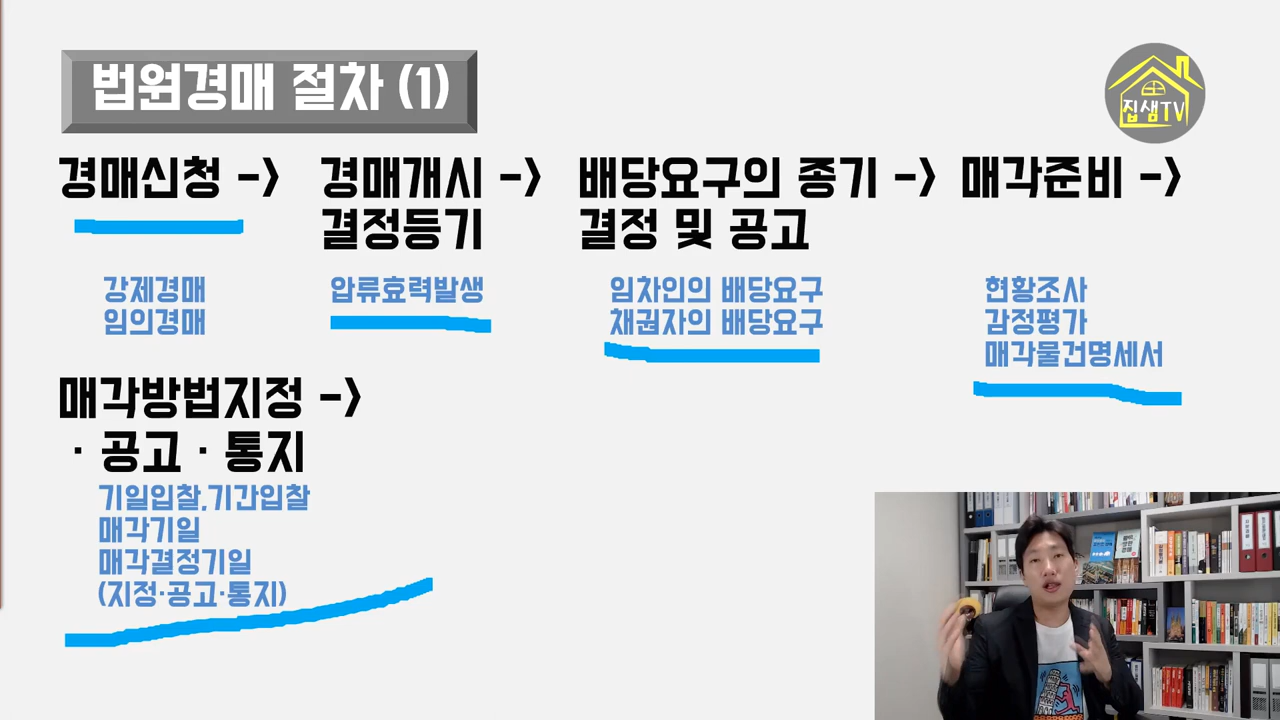 법원경매 절차 (1)
집샘TV
경매신청 -> 경매개시 -> 배당요구의 종기 -> 매각준비 ->
결정등기 결정 및 공고
강제경매 압류효력발생 임차인의 배당요구 현황조사
임의경매 채권자의 배당요구 감정평가
매각물건명세서
매각방법지정 ->
· 공고 · 통지
기일입찰,기간입찰
매각기일
매각결정기일
(지정·공고·통지)